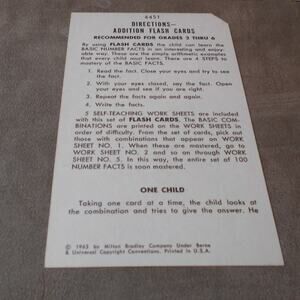 4451
DIRECTIONS—
ADDITION FLASH CARDS
RECOMMENDED FOR GRADES 2 THRU 6
By using FLASH CARDS the child can learn the
BASIC NUMBER FACTS in an interesting and enjoy-
able way. These are the simple arithmetic examples
that every child must learn. There are 4 STEPS to
mastery of the BASIC FACTS.
1. Read the fact. Close your eyes and try to see
the fact.
2. With your eyes closed, say the fact. Open
your eyes and see if you are right.
3. Repeat the facts again and again.
4. Write the facts.
5 SELF-TEACHING WORK SHEETS are included
with this set of FLASH CARDS. The BASIC COM-
BINATIONS are printed on the WORK SHEETS in
order of difficulty. From the set of cards, pick out
those with combinations that appear on WORK
SHEET NO. 1. When these are mastered, go to
WORK SHEET NO. 2 and so on through WORK
SHEET NO. 5. In this way, the entire set of 100
NUMBER FACTS is soon mastered.
ONE CHILD
Taking one card at a time, the child looks at
the combination and tries to give the answer. He
© 1965 by Milton Bradley Company Under Berne
& Universal Copyright Conventions. Printed in U.S.A.